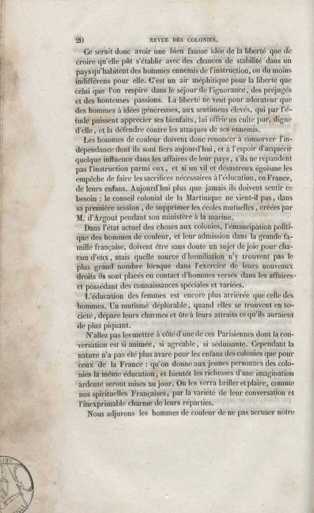 20 REVUE DES COLONIES.
Ce serait donc avoir une bien fausse idée de la liberté que de
croire qu'elle pût s'établir avec des chances de stabilité dans un
pays qu'habitent des hommes ennemis de l'instruction, ou du moins
indifférens pour elle. C'est un air méphitique pour la liberté que
celui que l'on respire dans le séjour de l'ignorance, des préjugés
et des honteuses passions. La liberté ne veut pour adorateur que
des hommes à idées généreuses, aux sentimens élevés, qui par l'é-
tude puissent apprécier ses bienfaits, lui offrir un culte pur, digne
d'elle, et la défendre contre les attaques de ses ennemis.
Les hommes de couleur doivent donc renoncer à conserver l'in-
dépendance dont ils sont fiers aujourd'hui, et à l'espoir d'acquérir
quelque influence dans les affaires de leur pays, s'ils ne répandent
pas l'instruction parmi eux, et si un vil et désastreux égoïsme les
empêche de faire les sacrifices nécessaires à l'éducation, en France,
de leurs enfans. Aujourd'hui plus que jamais ils doivent sentir ce
besoin : le conseil colonial de la Martinique ne vient-il pas, dans
sa première session, de supprimer les écoles mutuelles, créées par
M. d'Argout pendant son ministère à la marine.
Dans l'état actuel des choses aux colonies, l'émancipation politi-
que des hommes de couleur, et leur admission dans la grande fa-
mille française, doivent être sans doute un sujet de joie pour cha-
cun d'eux, mais quelle source d'humiliation n'y trouvent pas le
plus grand nombre lorsque dans l'exercice de leurs nouveaux
droits ils sont placés en contact d'hommes versés dans les affaires
et possédant des connaissances spéciales et variées.
L'éducation des femmes est encore plus arriérée que celle des
hommes. Un mutisme déplorable, quand elles se trouvent en so-
ciété, dépare leurs charmes et ôte à leurs attraits ce qu'ils auraient
de plus piquant.
N'allez pas les mettre à côté d'une de ces Parisiennes dont la con-
versation est si animée, si agréable, si séduisante. Cependant la
nature n'a pas été plus avare pour les enfans des colonies que pour
ceux de la France : qu'on donne aux jeunes personnes des colo-
nies la même éducation, et bientôt les richesses d'une imagination
ardente seront mises au jour. On les verra briller et plaire, comme
nos spirituelles Françaises, par la variété de leur conversation et
l'inexprimable charme de leurs réparties.
Nous adjurons les hommes de couleur de ne pas accuser notre